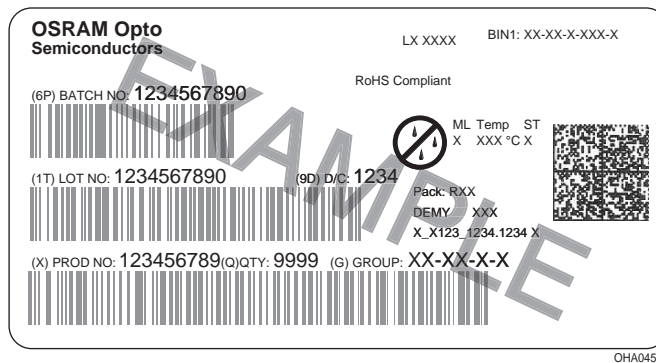 OSRAM Opto
Semiconductors
LX XXXX
BIN1: XX-XX-X-XXX-X
RoHS Compliant
(6P) BATCH NO: 1234567890
ML Temp ST
X XXX °C X
(1T) LOT NO: 1234567890
(9D) D/C: 1234
Pack: RXX
DEMY XXX
X_X123_1234.1234 X
(X) PROD NO: 123456789(Q)QTY: 9999 (G) GROUP: XX-XX-X-X
EXAMPLE
OHA045